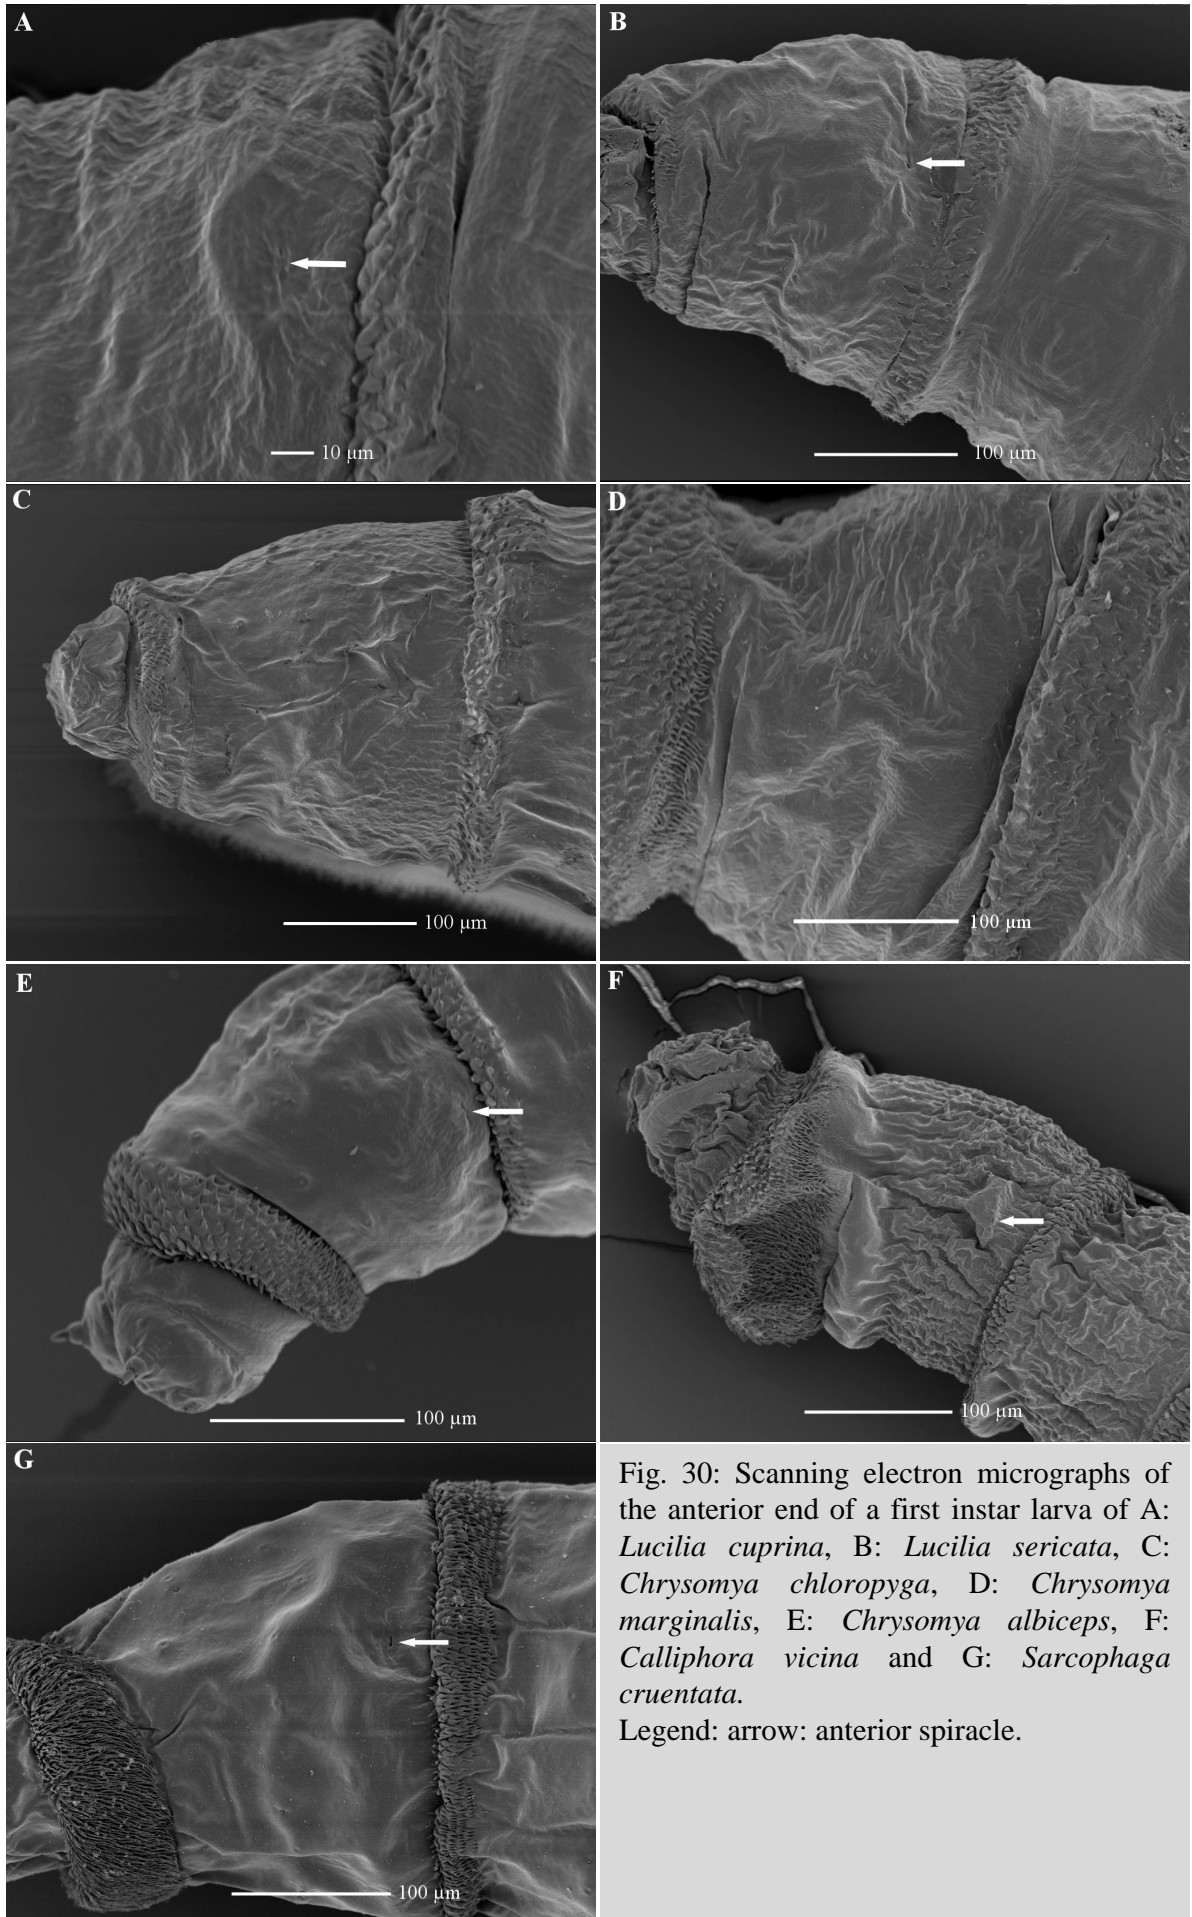 A
10 µm
B
100 µm
C
100 µm
D
100 µm
E
100 µm
F
100 µm
G
100 µm
Fig. 30: Scanning electron micrographs of
the anterior end of a first instar larva of A:
Lucilia cuprina, B: Lucilia sericata, C:
Chrysomya chloropyga, D: Chrysomya
marginalis, E: Chrysomya albiceps, F:
Calliphora vicina and G: Sarcophaga
cruentata.
Legend: arrow: anterior spiracle.